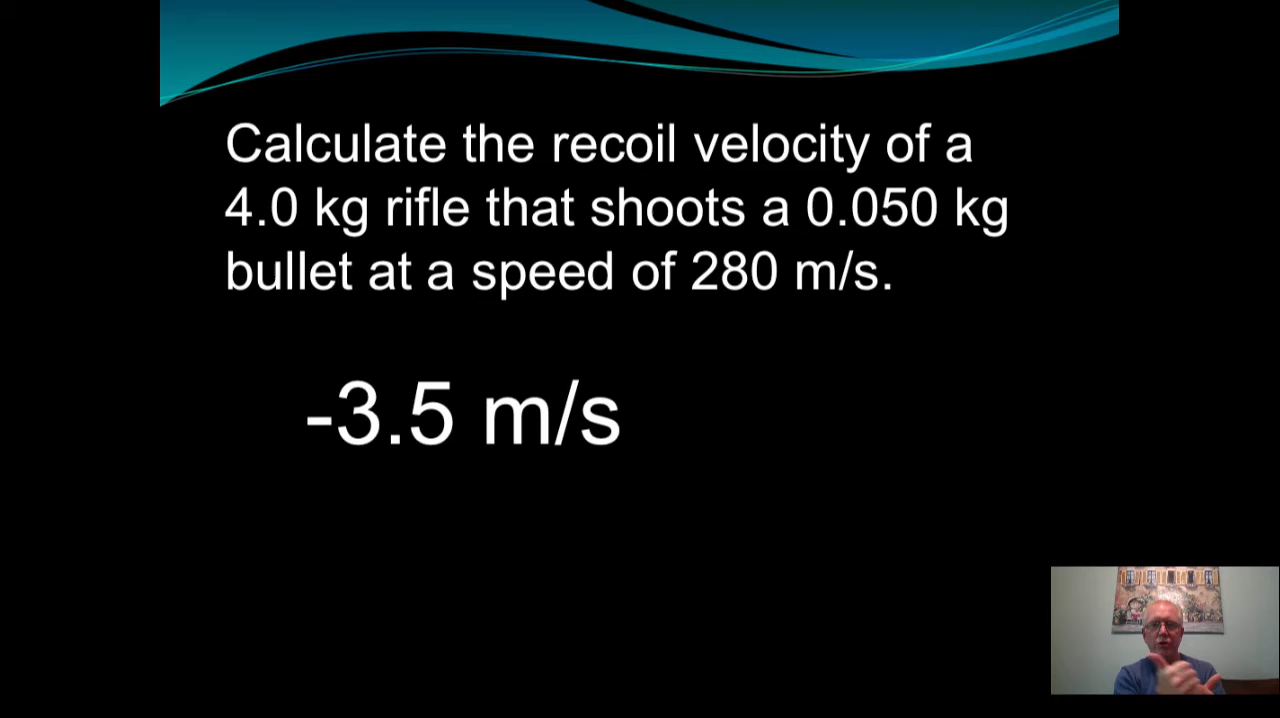 Calculate the recoil velocity of a
4.0 kg rifle that shoots a 0.050 kg
bullet at a speed of 280 m/s.
-3.5 m/s